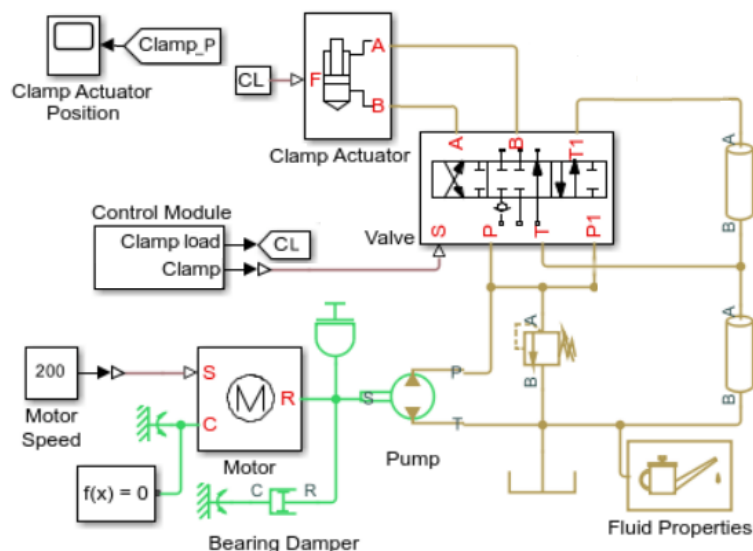 Clamp_P
Clamp Actuator
Position
CL
F
A
B
Clamp Actuator
A
B
T1
Valve
S
P
T
P1
A
B
A
B
Control Module
Clamp load
Clamp
CL
200
Motor
Speed
S
C
R
M
Motor
f(x) = 0
C
R
Bearing Damper
S
P
T
Pump
A
B
Fluid Properties